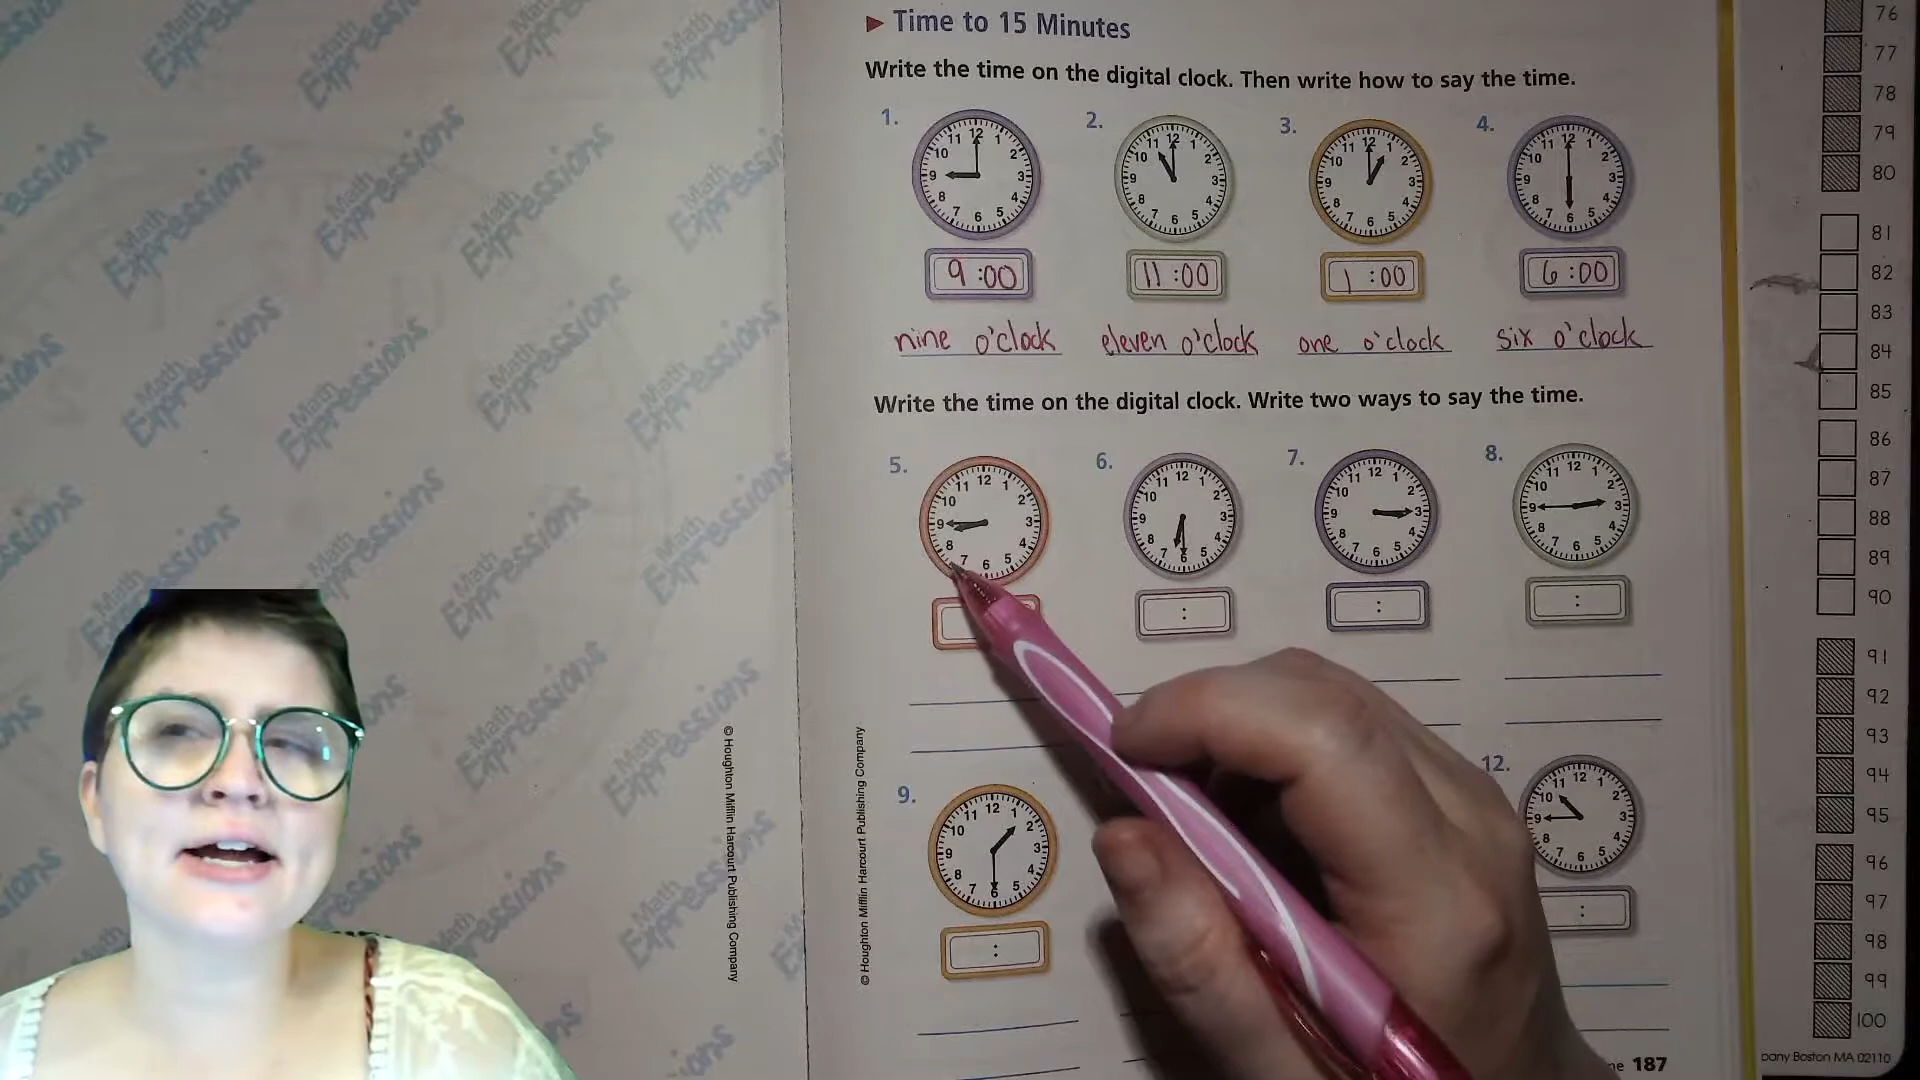 Time to 15 Minutes
Write the time on the digital clock. Then write how to say the time.
1. 2. 3. 4.
9:00 11:00 1:00 6:00
nine o'clock eleven o'clock one o'clock six o'clock
Write the time on the digital clock. Write two ways to say the time.
5. 6. 7. 8.
: : :
9. 12.
: :
187
© Houghton Mifflin Harcourt Publishing Company
© Houghton Mifflin Harcourt Publishing Company
Math Expressions
76
77
78
79
80
81
82
83
84
85
86
87
88
89
90
91
92
93
94
95
96
97
98
99
100
Boston MA 02110